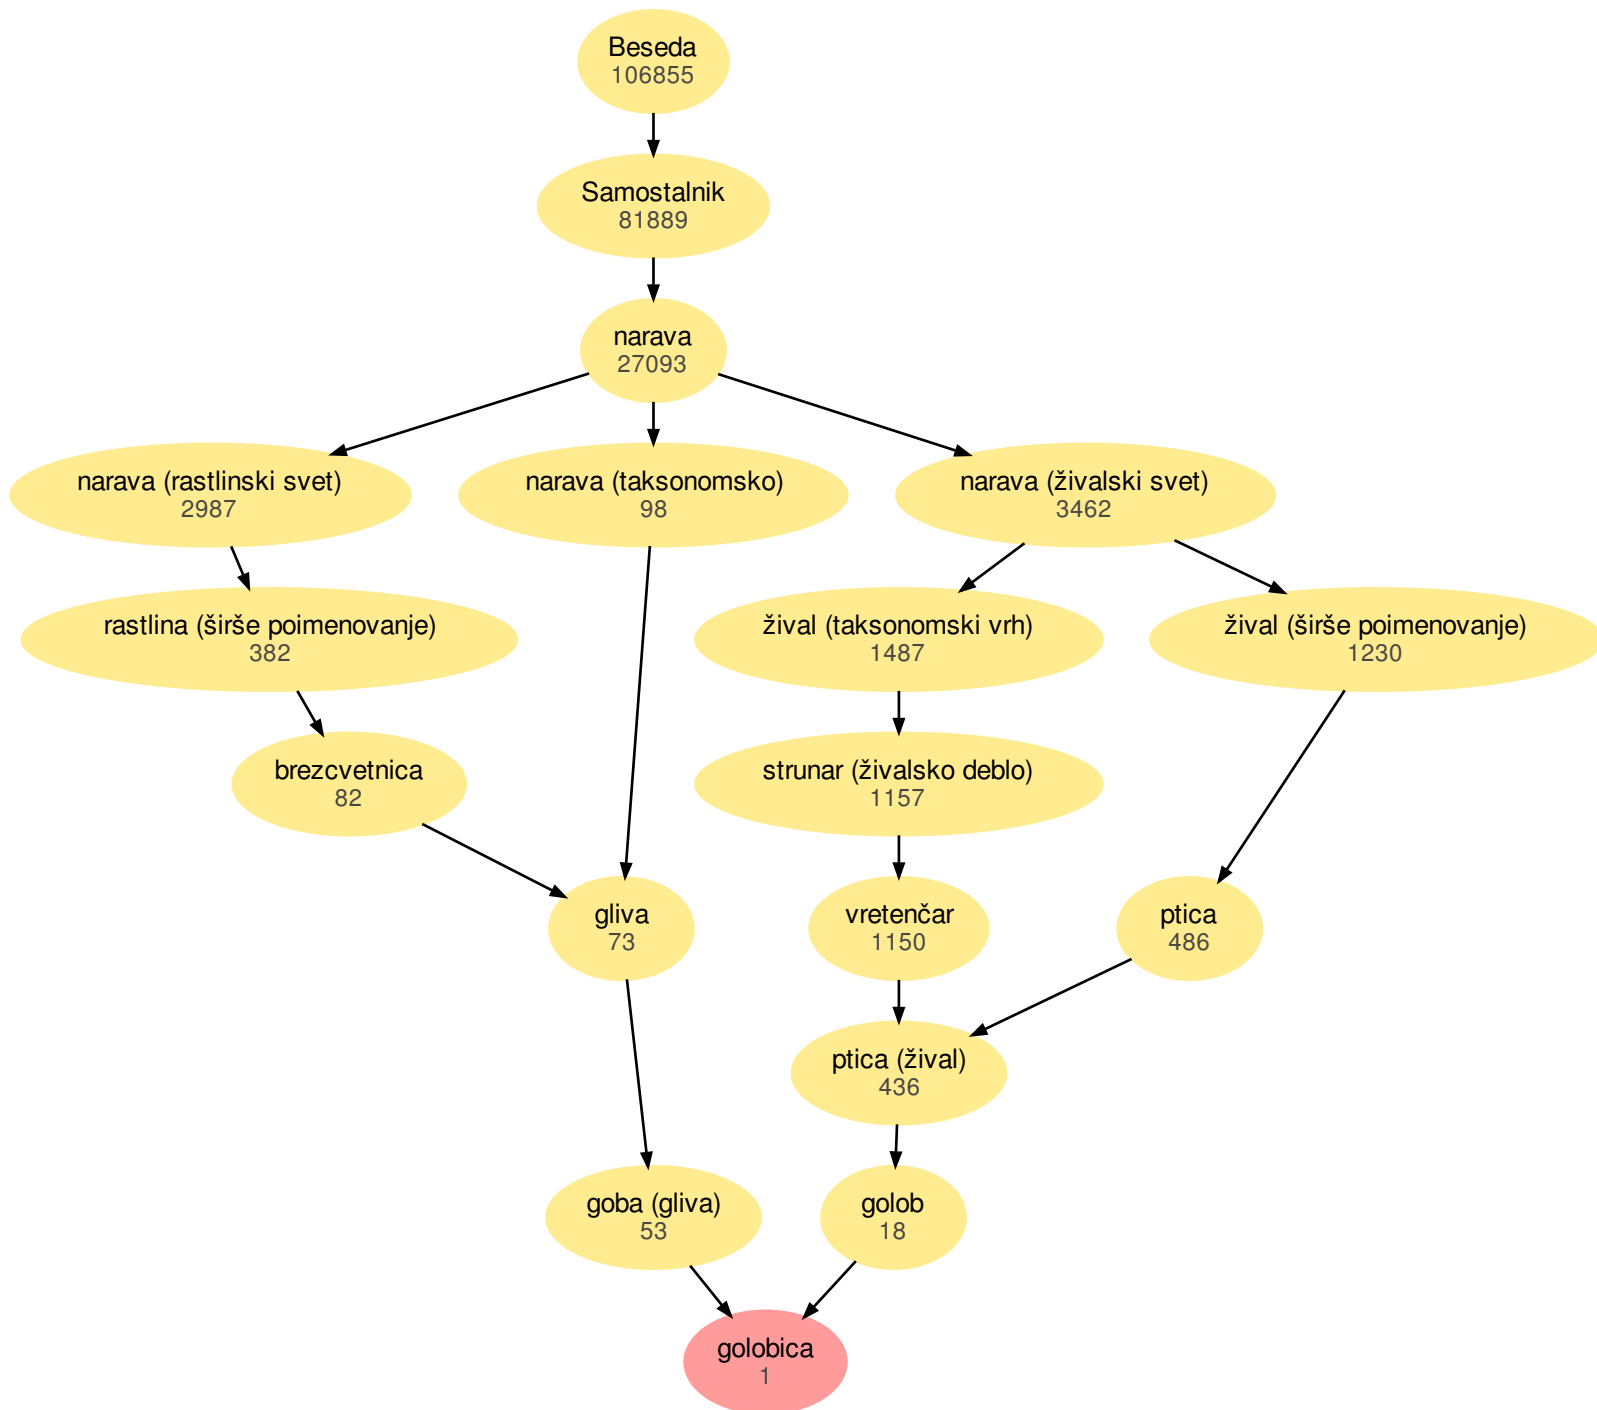 Beseda
106855
Samostalnik
81889
narava
27093
narava (rastlinski svet)
2987
narava (taksonomsko)
98
narava (živalski svet)
3462
rastlina (širše poimenovanje)
382
žival (taksonomski vrh)
1487
žival (širše poimenovanje)
1230
brezcvetnica
82
strunar (živalsko deblo)
1157
gliva
73
vretenčar
1150
ptica
486
ptica (žival)
436
goba (gliva)
53
golob
18
golobica
1